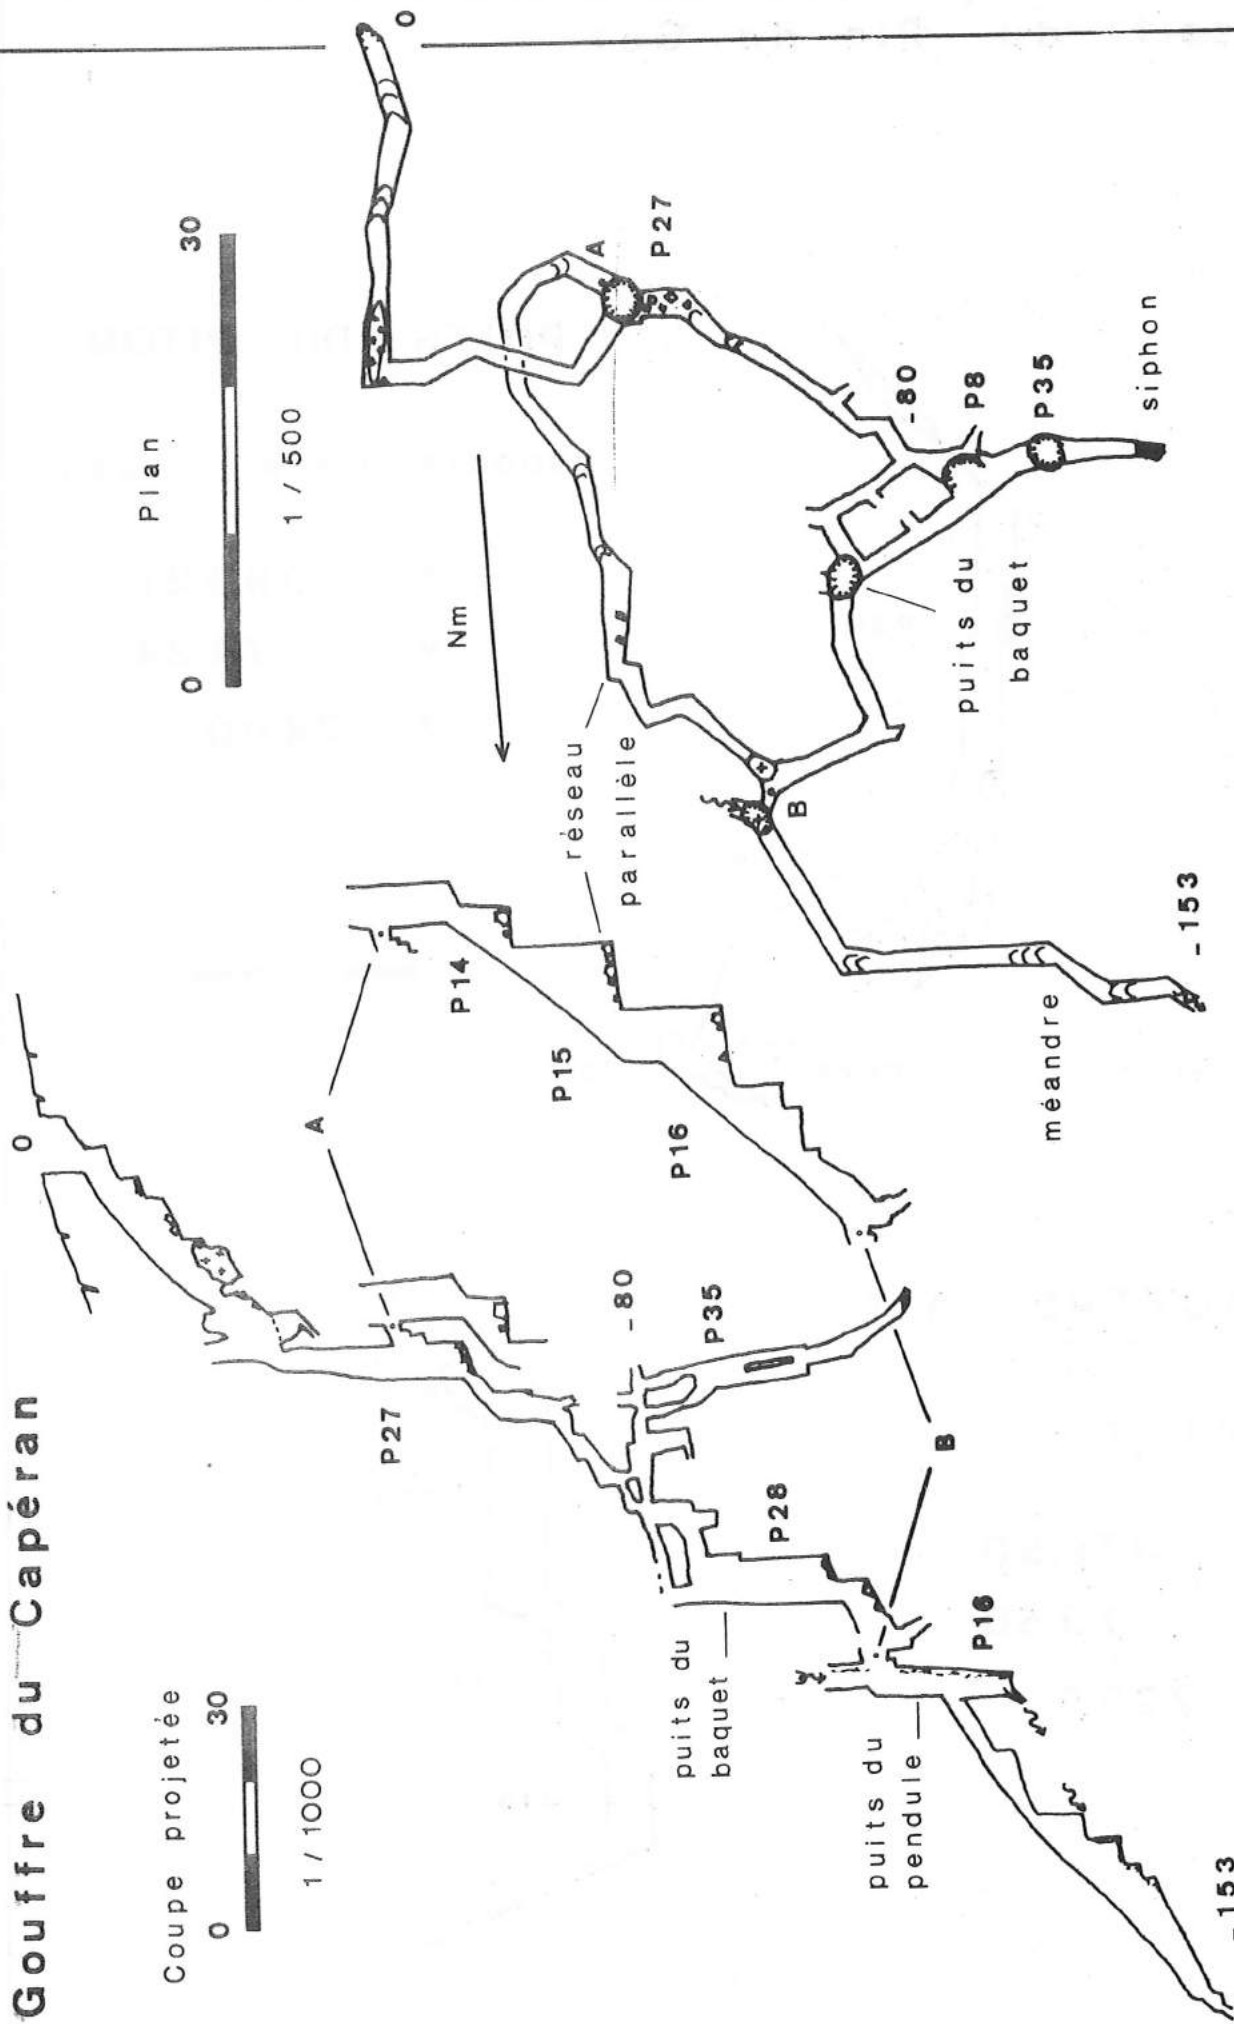 Gouffre du Capéran
Coupe projetée
0 30
1 / 1000
0
A
P27
P14
P15
P16
-80
P35
P28
B
puits du
baquet
P16
puits du
pendule
-153
réseau
parallèle
Plan
0 30
1 / 500
Nm
0
A
P27
-80
P8
P35
siphon
puits du
baquet
B
méandre
-153